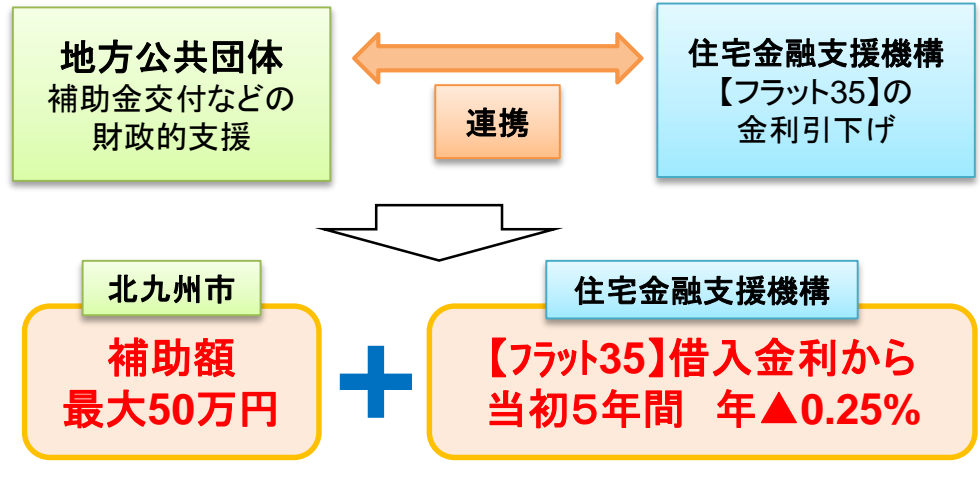 地方公共団体
補助金交付などの
財政的支援
連携
住宅金融支援機構
【フラット35】の
金利引下げ
北九州市
補助額
最大50万円
住宅金融支援機構
【フラット35】借入金利から
当初５年間　年▲0.25%